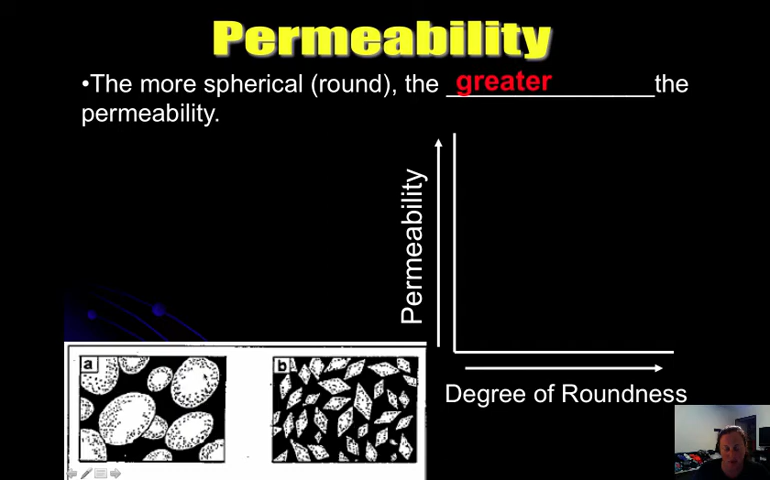 Permeability
•The more spherical (round), the greater the
permeability.
Permeability
a
b
Degree of Roundness